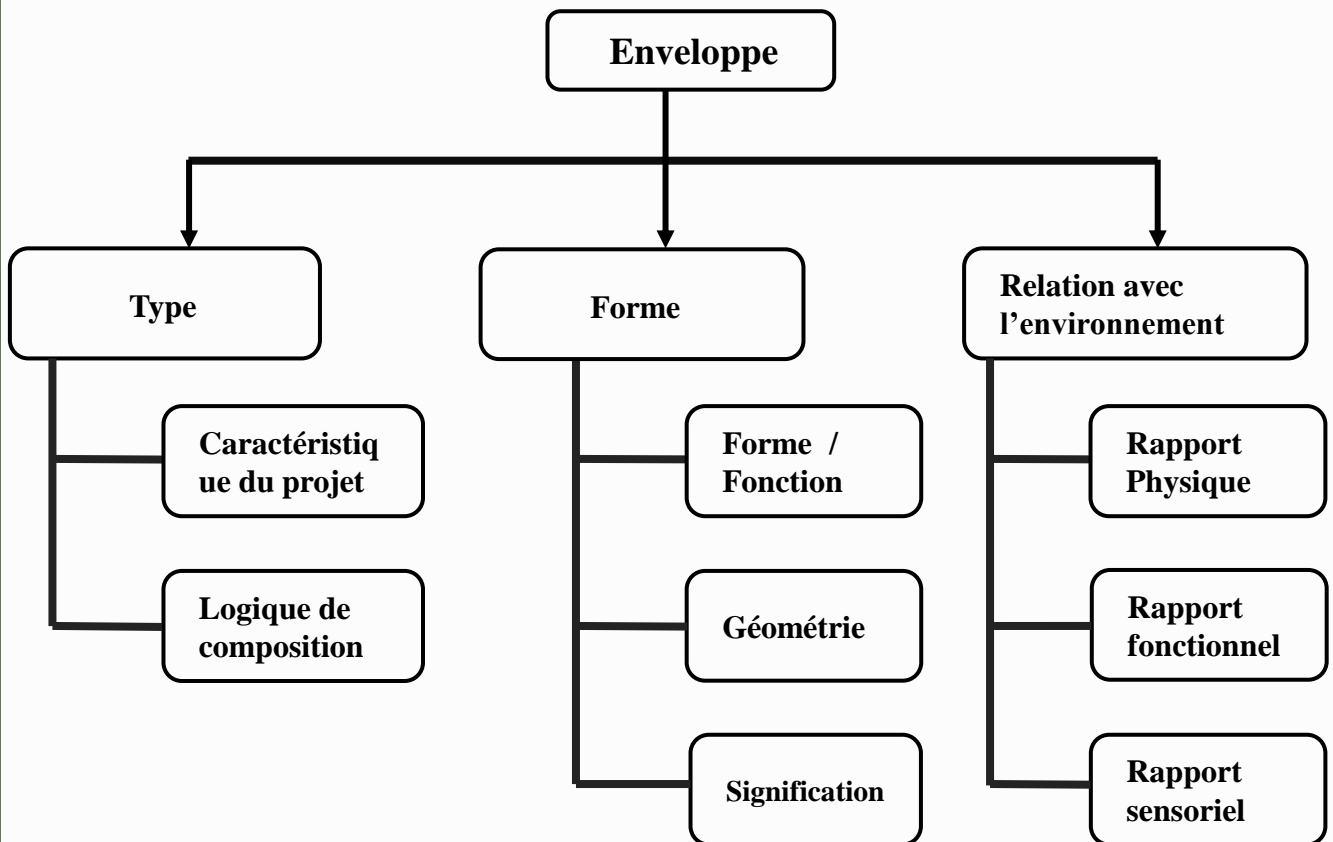 Enveloppe
Type
Forme
Relation avec
l’environnement
Caractéristiq
ue du projet
Logique de
composition
Forme /
Fonction
Géométrie
Signification
Rapport
Physique
Rapport
fonctionnel
Rapport
sensoriel